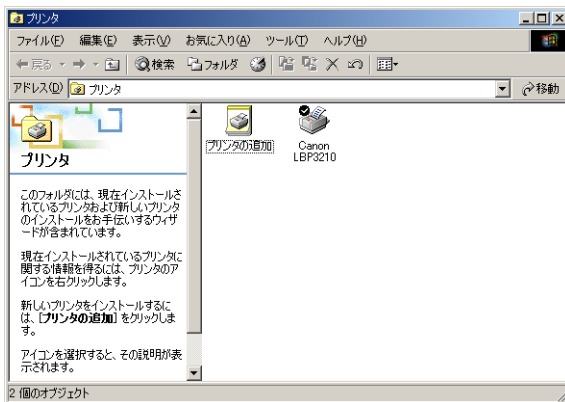 プリンタ
ファイル(F) 編集(E) 表示(V) お気に入り(A) ツール(T) ヘルプ(H)
戻る 検索 フォルダ
アドレス(D) プリンタ 移動
プリンタ
このフォルダには、現在インストールさ
れているプリンタおよび新しいプリンタ
のインストールをお手伝いするウィザ
ードが含まれています。
現在インストールされているプリンタに
関する情報を得るには、プリンタのア
イコンを右クリックします。
新しいプリンタをインストールするに
は、[プリンタの追加] をクリックしま
す。
アイコンを選択すると、その説明が表
示されます。
プリンタの追加
Canon
LBP3210
2 個のオブジェクト